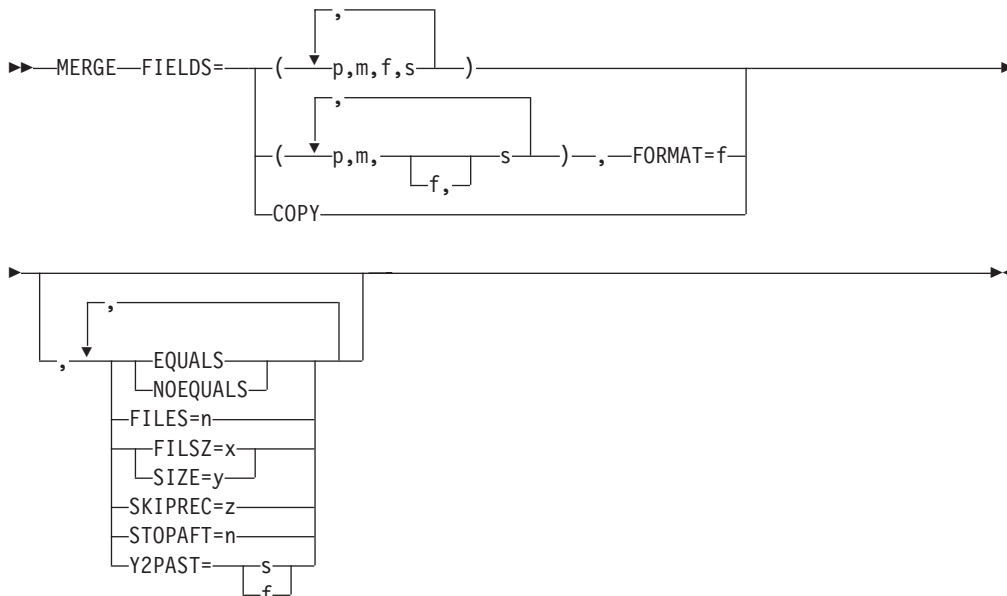 ,
MERGE FIELDS= ( p,m,f,s )
,
( p,m, s ) , FORMAT=f
f,
COPY
,
, EQUALS
NOEQUALS
FILES=n
FILSZ=x
SIZE=y
SKIPREC=z
STOPAFT=n
Y2PAST= s
f